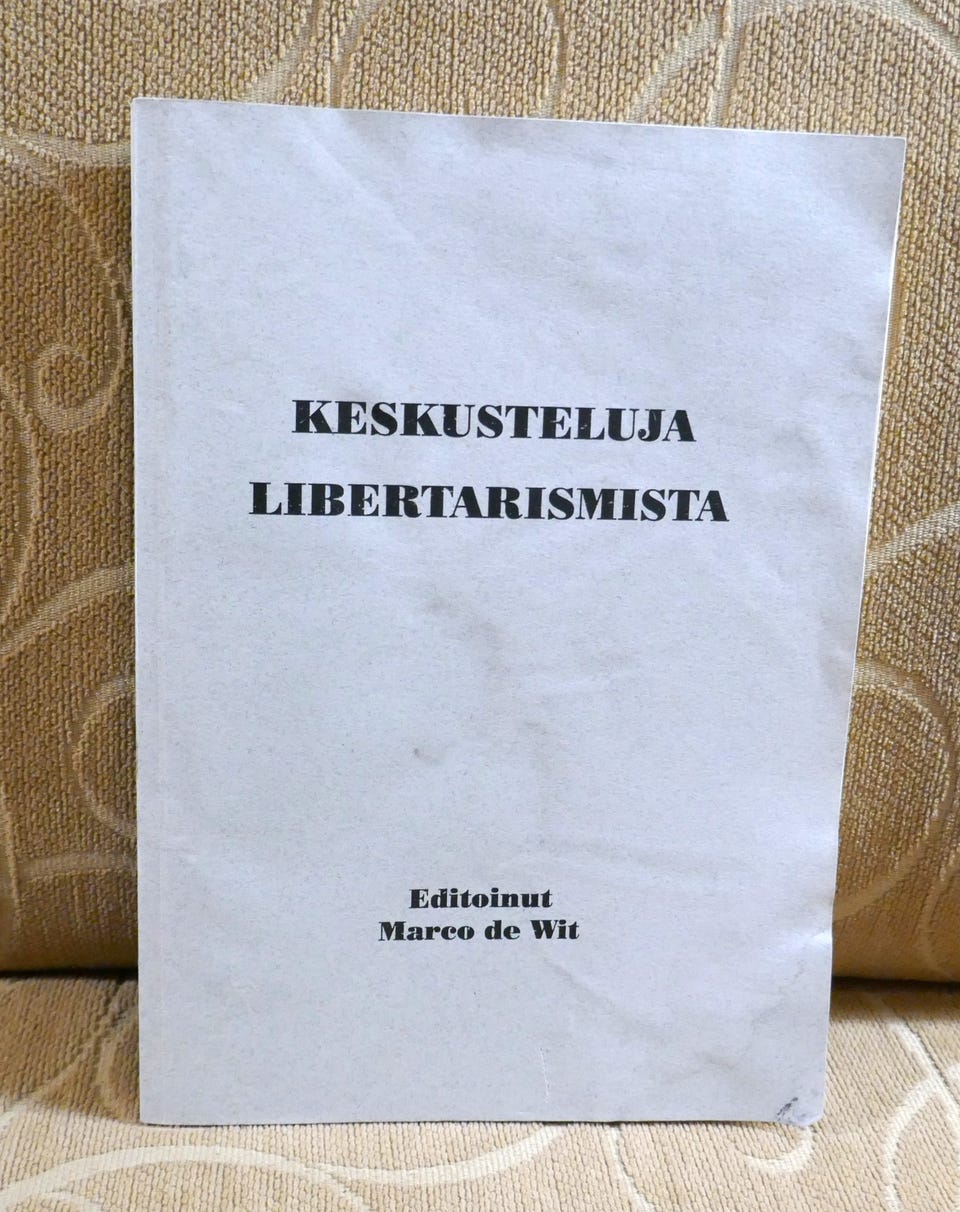 KESKUSTELUJA
LIBERTARISMISTA
Editoinut
Marco de Wit